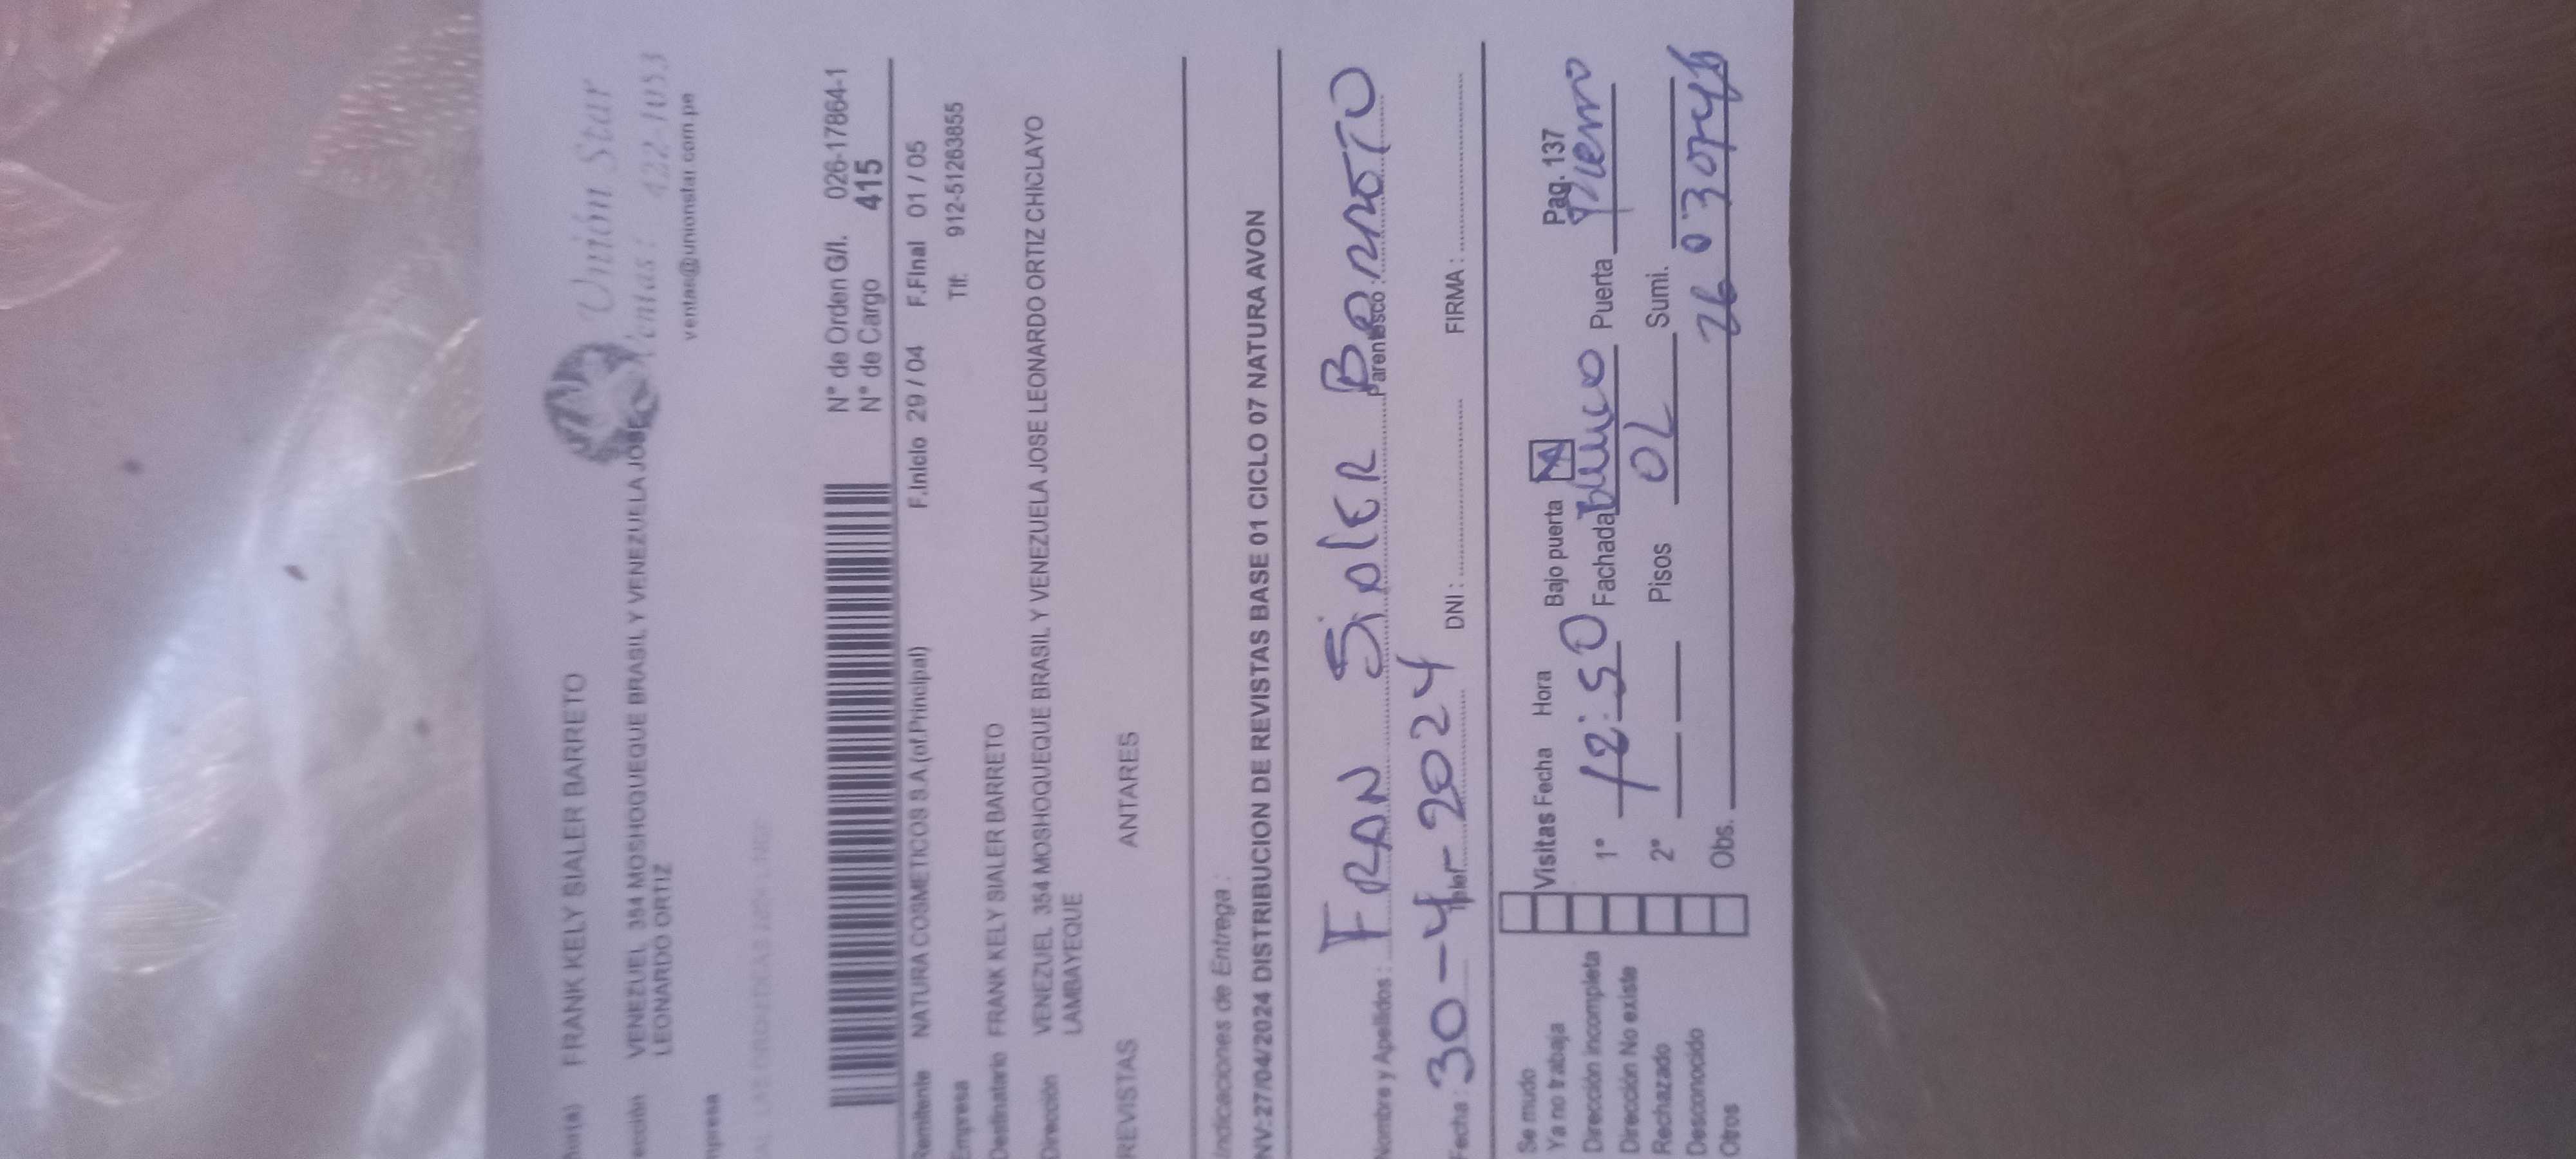 Unión Star
Ventas: 422-1053
ventas@unionstar.com.pe
FRANK KELY SIALER BARRETO
VENEZUEL 354 MOSHOQUEQUE BRASIL Y VENEZUELA JOSE
LEONARDO ORTIZ
N° de Orden G/I. 026-17864-1
N° de Cargo 415
Remitente NATURA COSMETICOS S.A (of.Principal) F.Inicio 29 / 04 F.Final 01 / 05
Empresa Tlf: 912-51263855
Destinatario FRANK KELY SIALER BARRETO
Dirección VENEZUEL 354 MOSHOQUEQUE BRASIL Y VENEZUELA JOSE LEONARDO ORTIZ CHICLAYO
LAMBAYEQUE
REVISTAS ANTARES
Indicaciones de Entrega :
NV:27/04/2024 DISTRIBUCION DE REVISTAS BASE 01 CICLO 07 NATURA AVON
Nombre y Apellidos : FRAN Sialer Barreto Parentesco :
Fecha : 30-4-2024 DNI : FIRMA :
Se mudo
Ya no trabaja
Dirección incompleta
Dirección No existe
Rechazado
Desconocido
Otros
Visitas Fecha Hora Bajo puerta Pag. 137
1° 12:50 Fachada blanco Puerta fierro
2° Pisos 02 Sumi.
Obs.